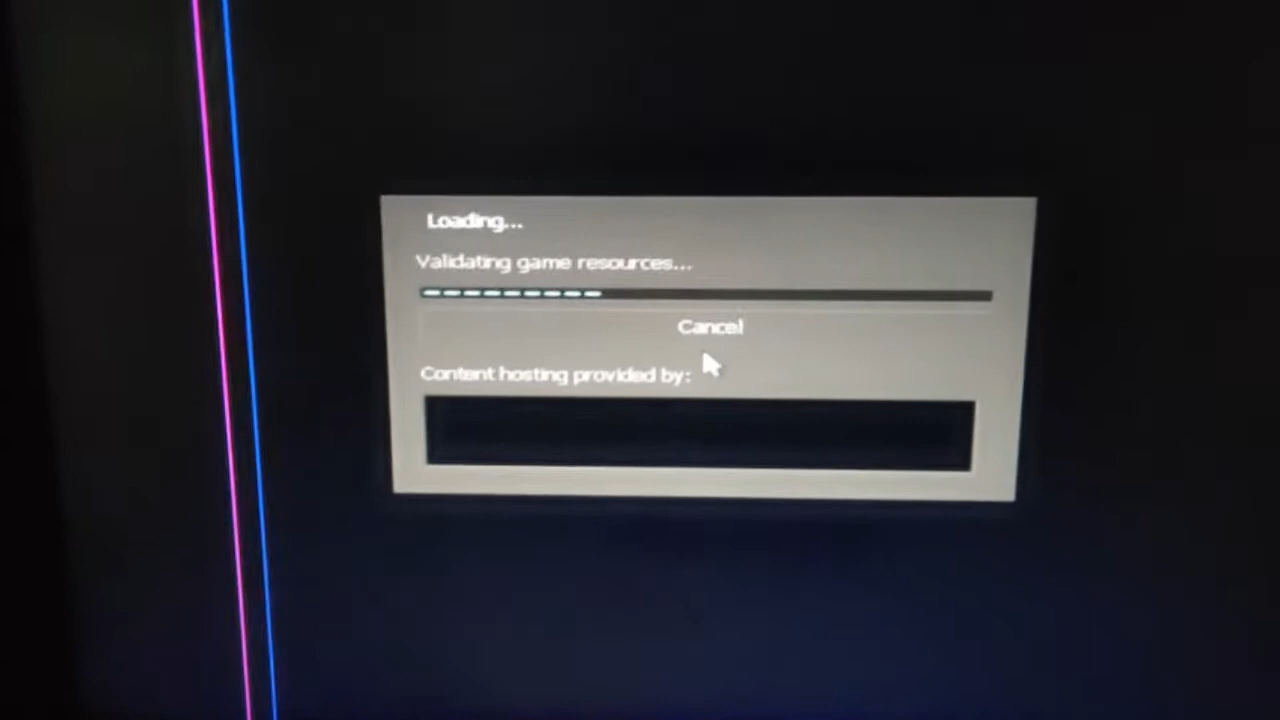 Loading...
Validating game resources...
Cancel
Content hosting provided by: